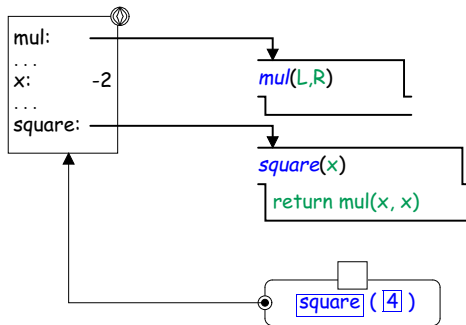 mul:
...
x: -2
...
square:
mul(L,R)
square(x)
return mul(x, x)
square ( 4 )